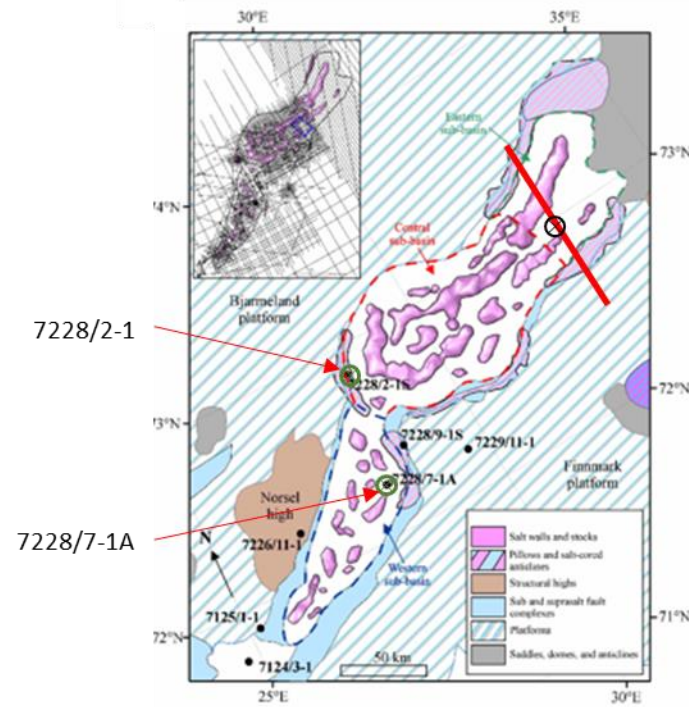 30°E
35°E
73°N
Eastern
sub-basin
74°N
Central
sub-basin
Bjarmeland
platform
7228/2-1
7228/2-1S
72°N
73°N
7228/9-1S
7229/11-1
7228/7-1A
Finnmark
platform
Norsel
high
7228/7-1A
N
7226/11-1
Western
sub-basin
Salt walls and stocks
Pillows and salt-cored
anticlines
Structural highs
Sub and suprasalt fault
complexes
Platforms
Saddles, domes, and anticlines
7125/1-1
71°N
72°N
7124/3-1
50 km
25°E
30°E